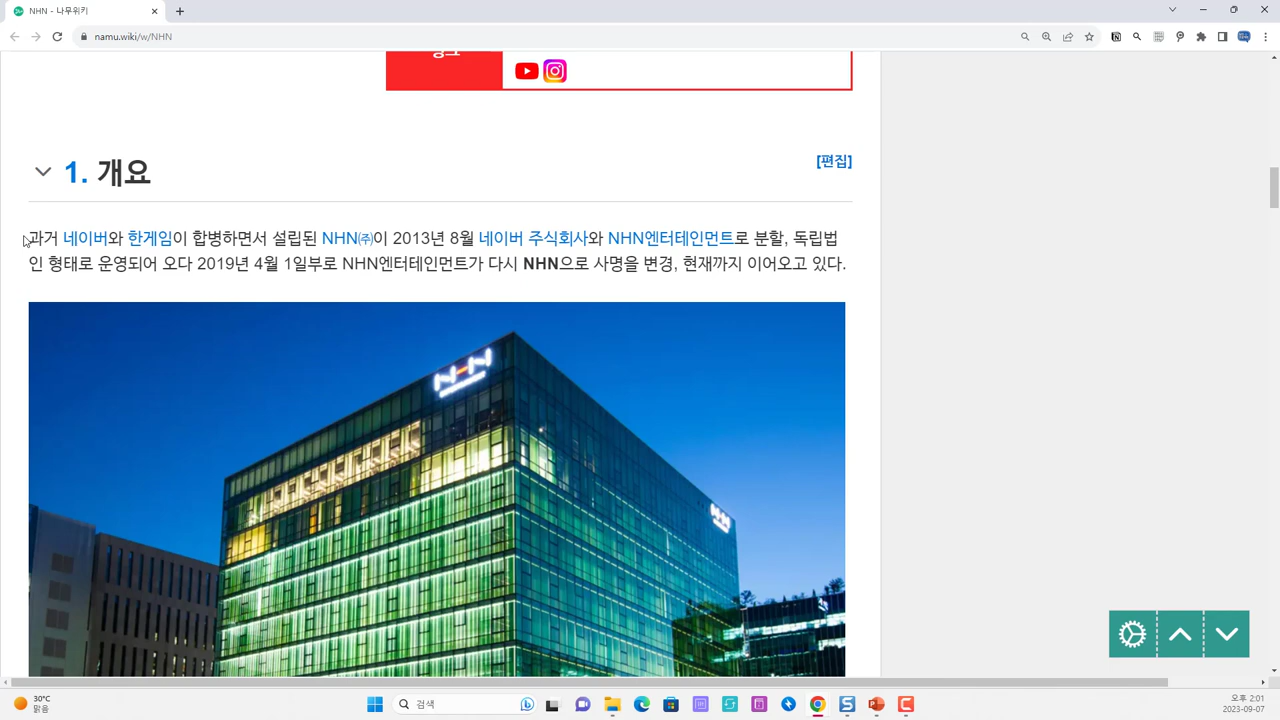 NHN - 나무위키
namu.wiki/w/NHN
1. 개요
[편집]
과거 네이버와 한게임이 합병하면서 설립된 NHN㈜이 2013년 8월 네이버 주식회사와 NHN엔터테인먼트로 분할, 독립법
인 형태로 운영되어 오다 2019년 4월 1일부로 NHN엔터테인먼트가 다시 NHN으로 사명을 변경, 현재까지 이어오고 있다.
NHN
30°C
맑음
검색
오후 2:01
2023-09-07